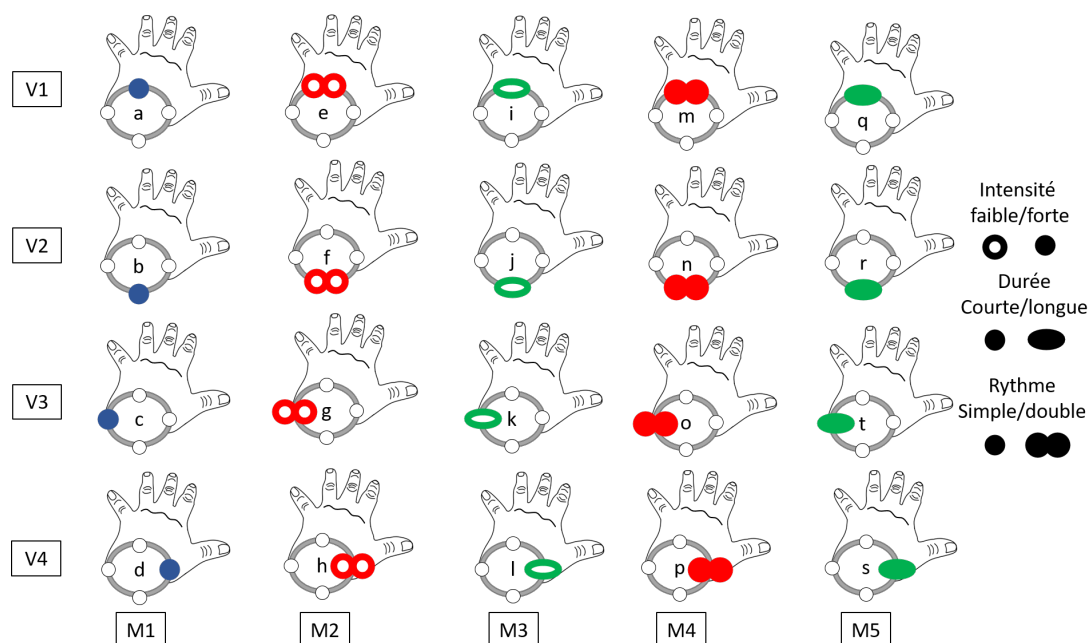 V1
a
e
i
m
q
V2
b
f
j
n
r
V3
c
g
k
o
t
V4
d
h
l
p
s
M1
M2
M3
M4
M5
Intensité
faible/forte
Durée
Courte/longue
Rythme
Simple/double